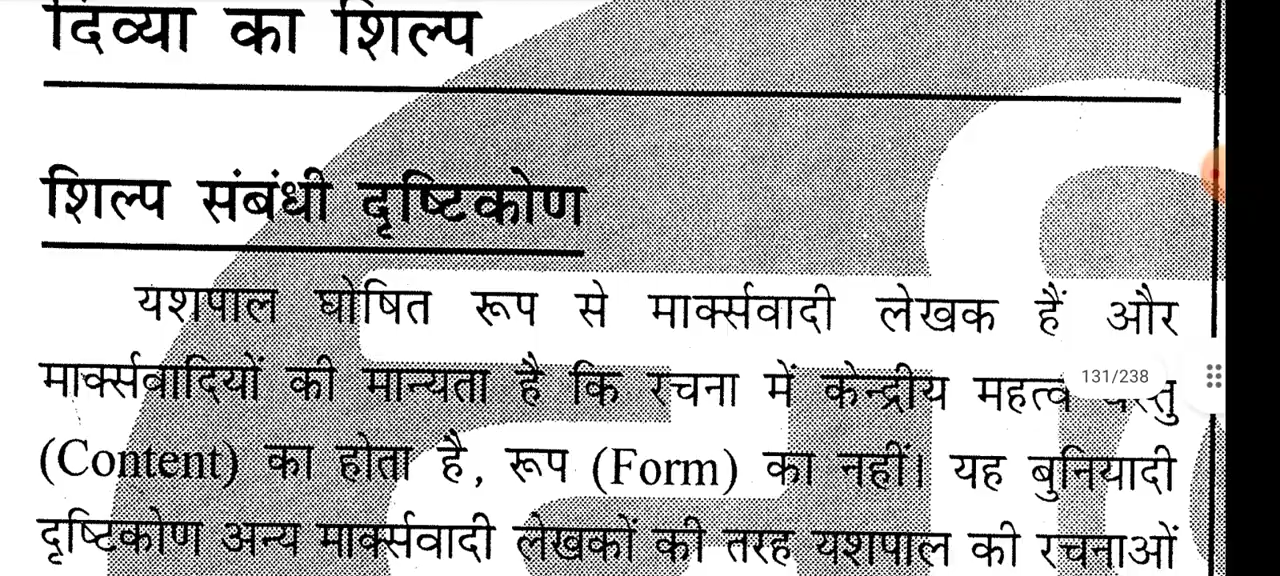 दिव्या का शिल्प
शिल्प संबंधी दृष्टिकोण
यशपाल घोषित रूप से मार्क्सवादी लेखक हैं और
मार्क्सवादियों की मान्यता है कि रचना में केन्द्रीय महत्व
131/238
(Content) का होता है, रूप (Form) का नहीं। यह बुनियादी
दृष्टिकोण अन्य मार्क्सवादी लेखकों की तरह यशपाल की रचनाओं